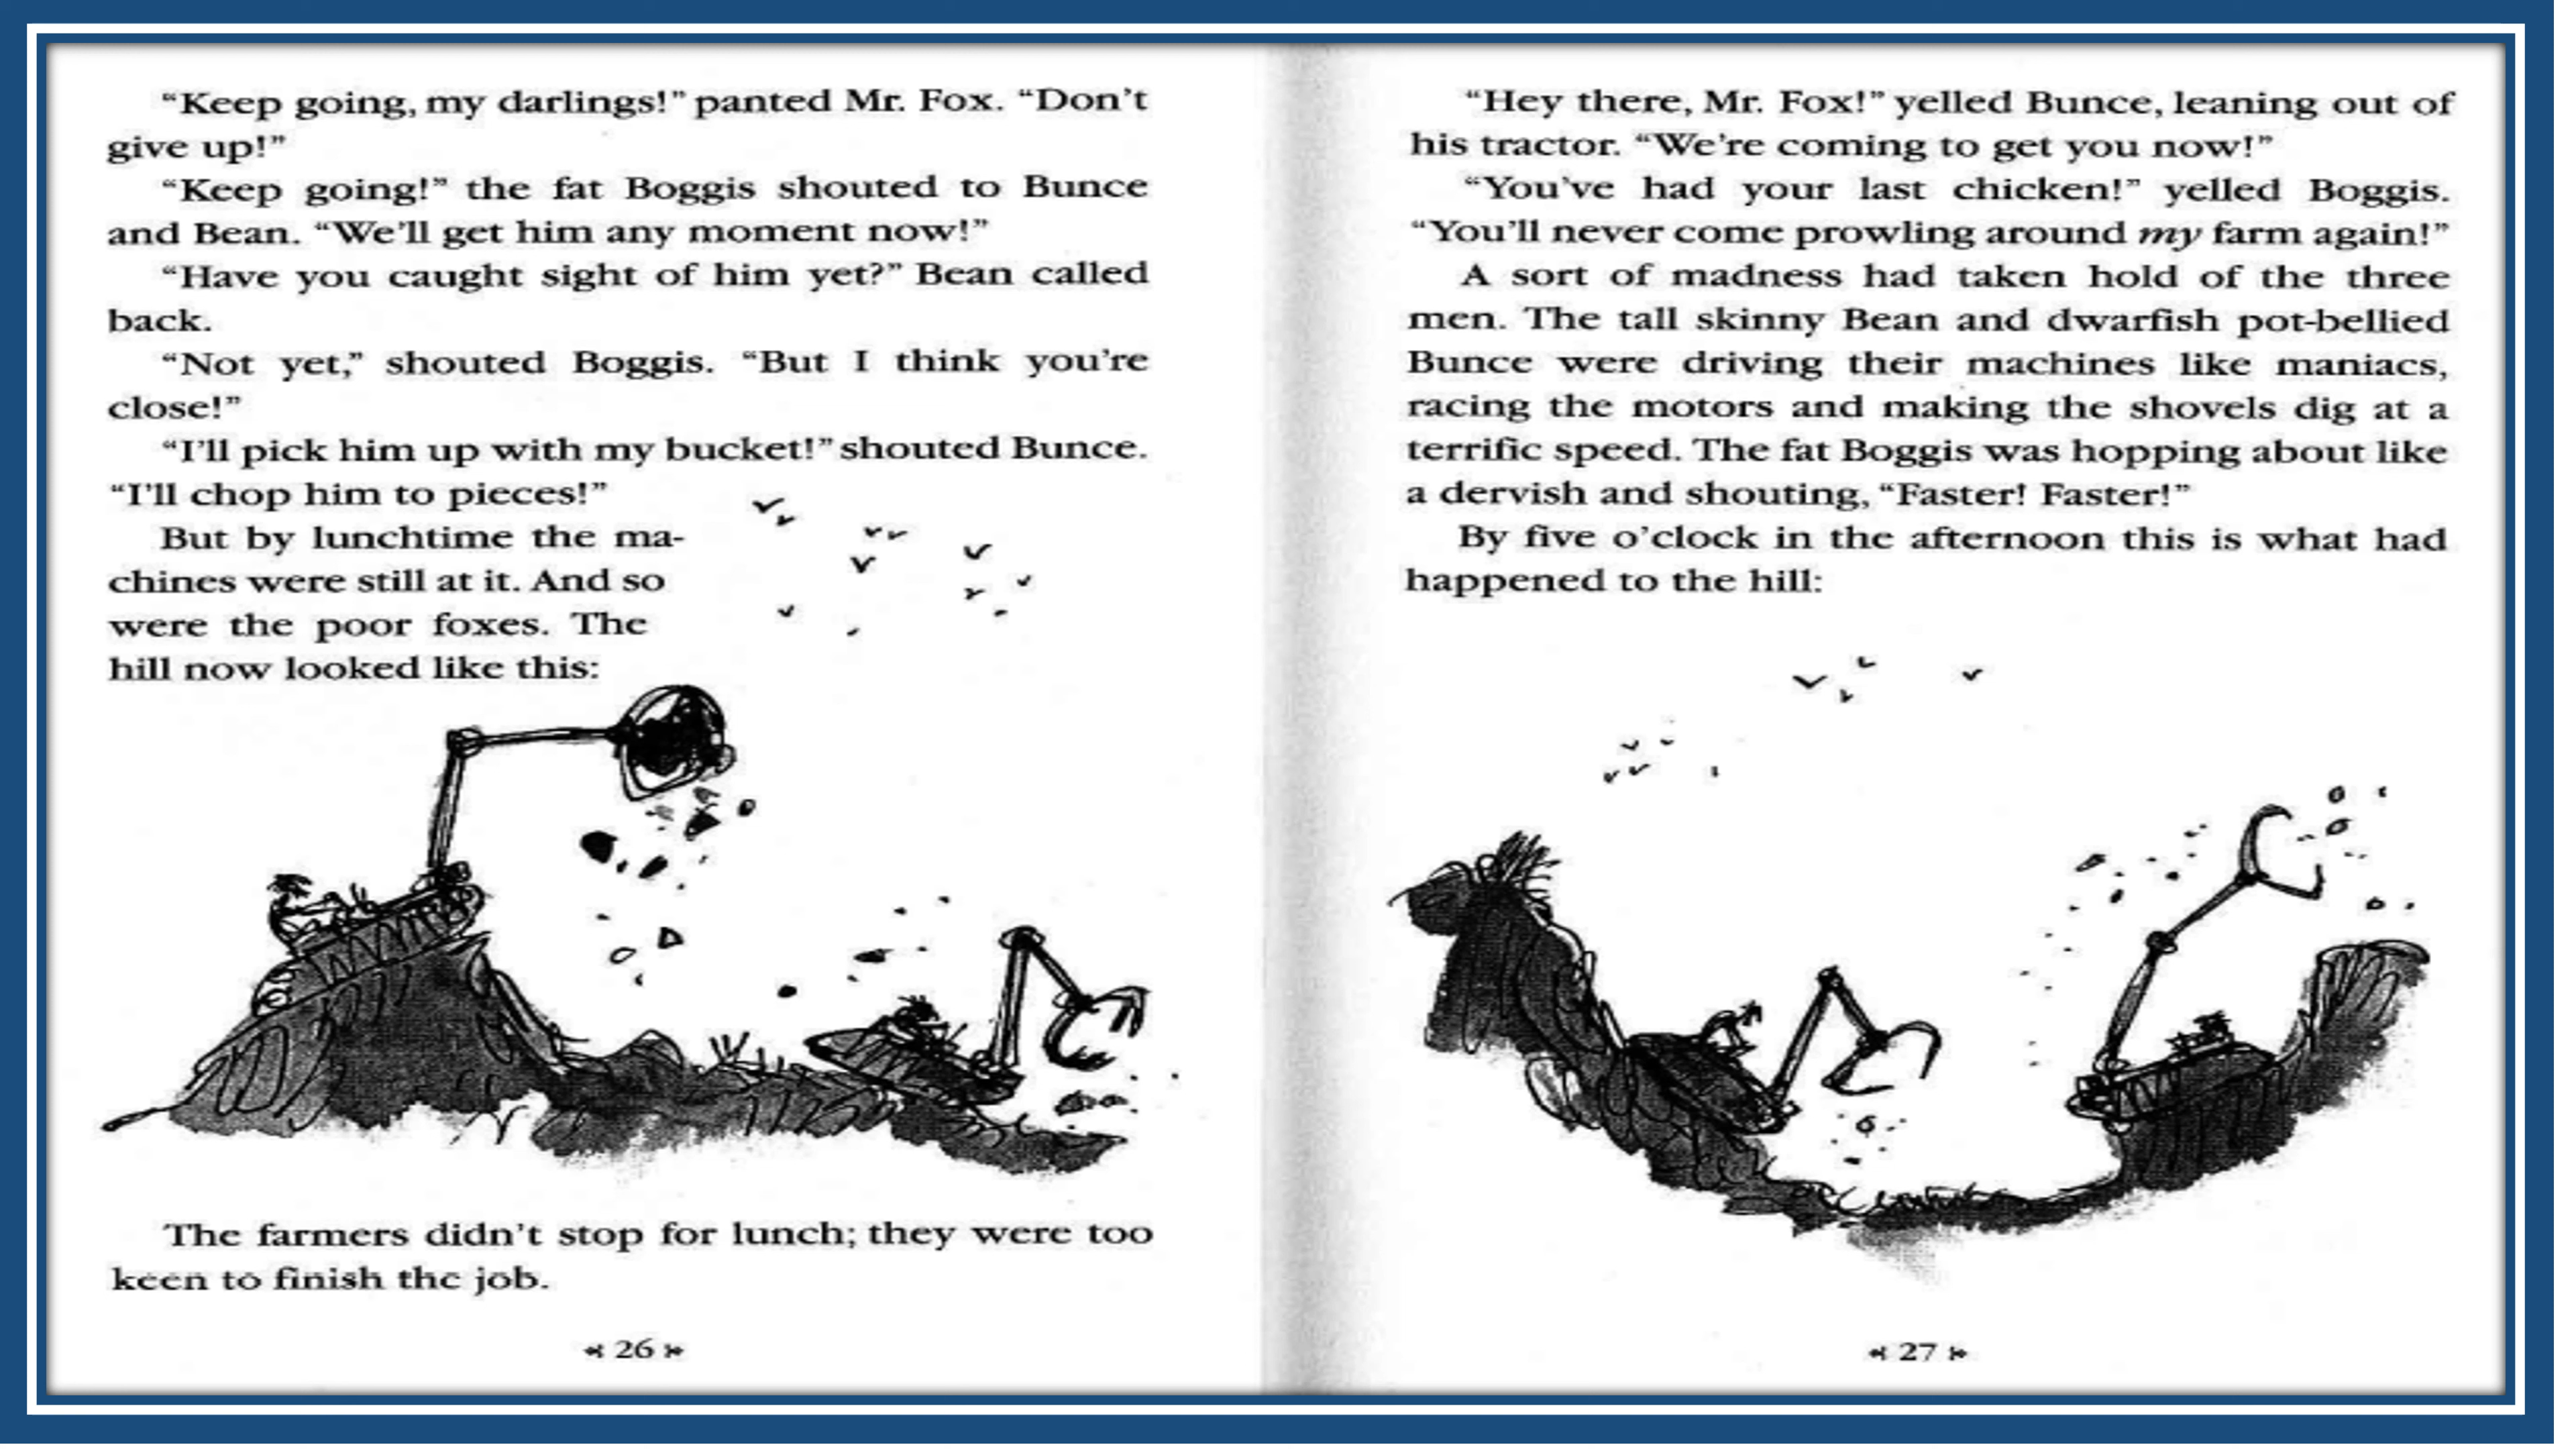 “Keep going, my darlings!” panted Mr. Fox. “Don’t
give up!”
“Keep going!” the fat Boggis shouted to Bunce
and Bean. “We’ll get him any moment now!”
“Have you caught sight of him yet?” Bean called
back.
“Not yet,” shouted Boggis. “But I think you’re
close!”
“I’ll pick him up with my bucket!” shouted Bunce.
“I’ll chop him to pieces!”
But by lunchtime the ma-
chines were still at it. And so
were the poor foxes. The
hill now looked like this:
The farmers didn’t stop for lunch; they were too
keen to finish the job.
26
“Hey there, Mr. Fox!” yelled Bunce, leaning out of
his tractor. “We’re coming to get you now!”
“You’ve had your last chicken!” yelled Boggis.
“You’ll never come prowling around my farm again!”
A sort of madness had taken hold of the three
men. The tall skinny Bean and dwarfish pot-bellied
Bunce were driving their machines like maniacs,
racing the motors and making the shovels dig at a
terrific speed. The fat Boggis was hopping about like
a dervish and shouting, “Faster! Faster!”
By five o’clock in the afternoon this is what had
happened to the hill:
27